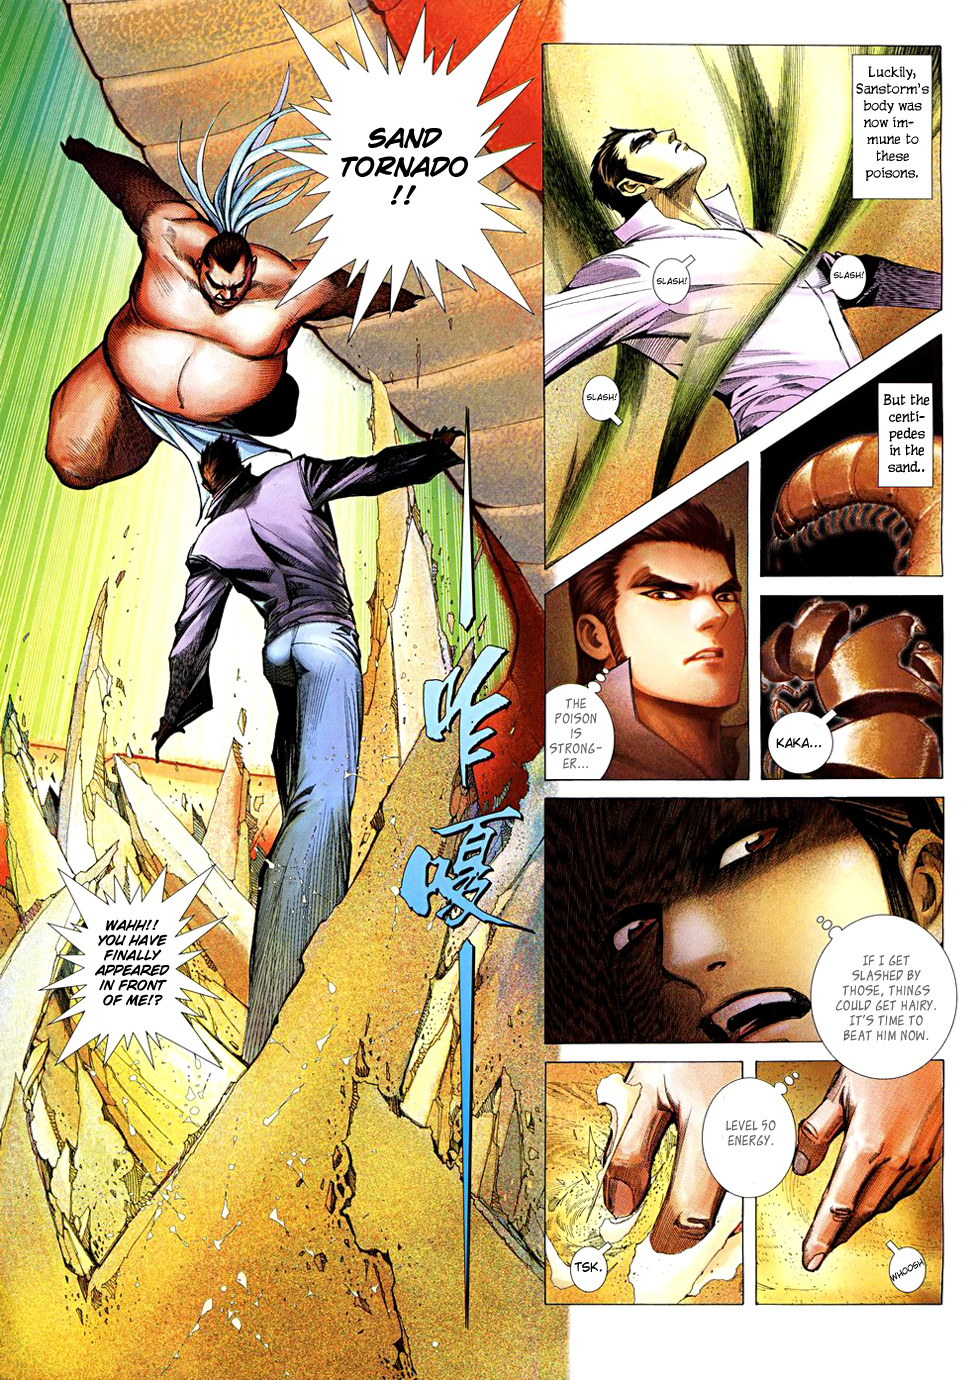 Luckily,
Sanstorm's
body was
now im-
mune to
these
poisons.
SLASH!
SLASH!
SLASH!
But the
centi-
pedes
in the
sand..
THE
POISON
IS
STRONG-
ER...
KAKA...
IF I GET
SLASHED BY
THOSE, THINGS
COULD GET HAIRY.
IT'S TIME TO
BEAT HIM NOW.
LEVEL 50
ENERGY.
WHOOSH
TSK.
SAND
TORNADO
!!
咋
嗄
WAHH!!
YOU HAVE
FINALLY
APPEARED
IN FRONT
OF ME!?